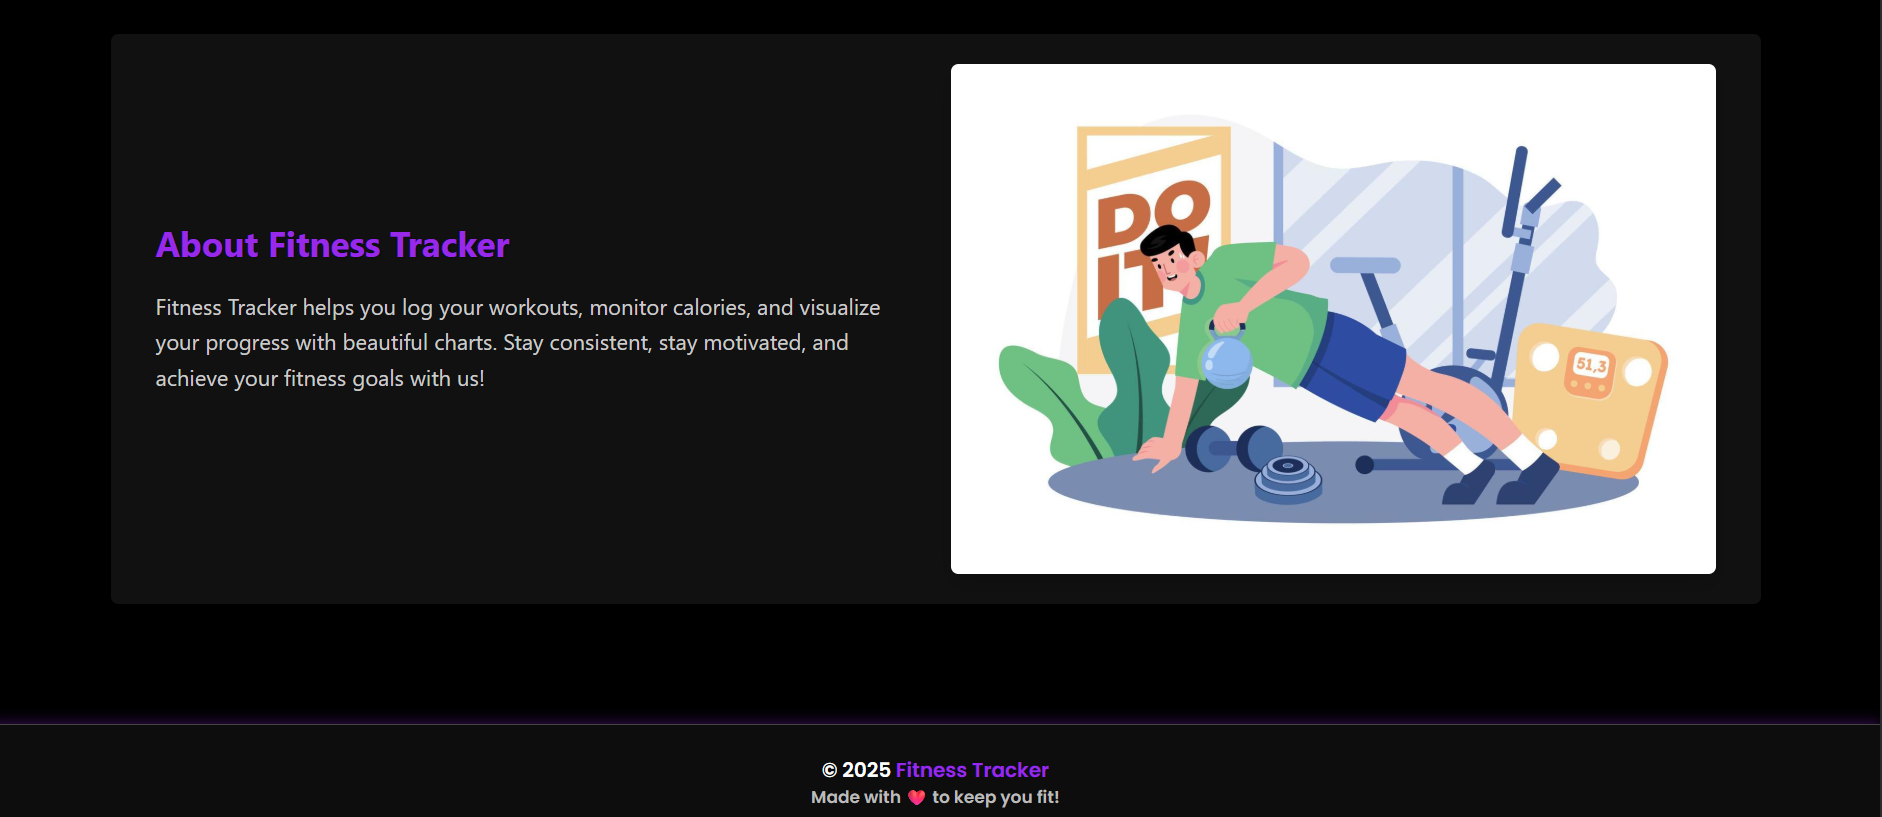 About Fitness Tracker
Fitness Tracker helps you log your workouts, monitor calories, and visualize
your progress with beautiful charts. Stay consistent, stay motivated, and
achieve your fitness goals with us!
DO
IT
51,3
© 2025 Fitness Tracker
Made with ❤️ to keep you fit!